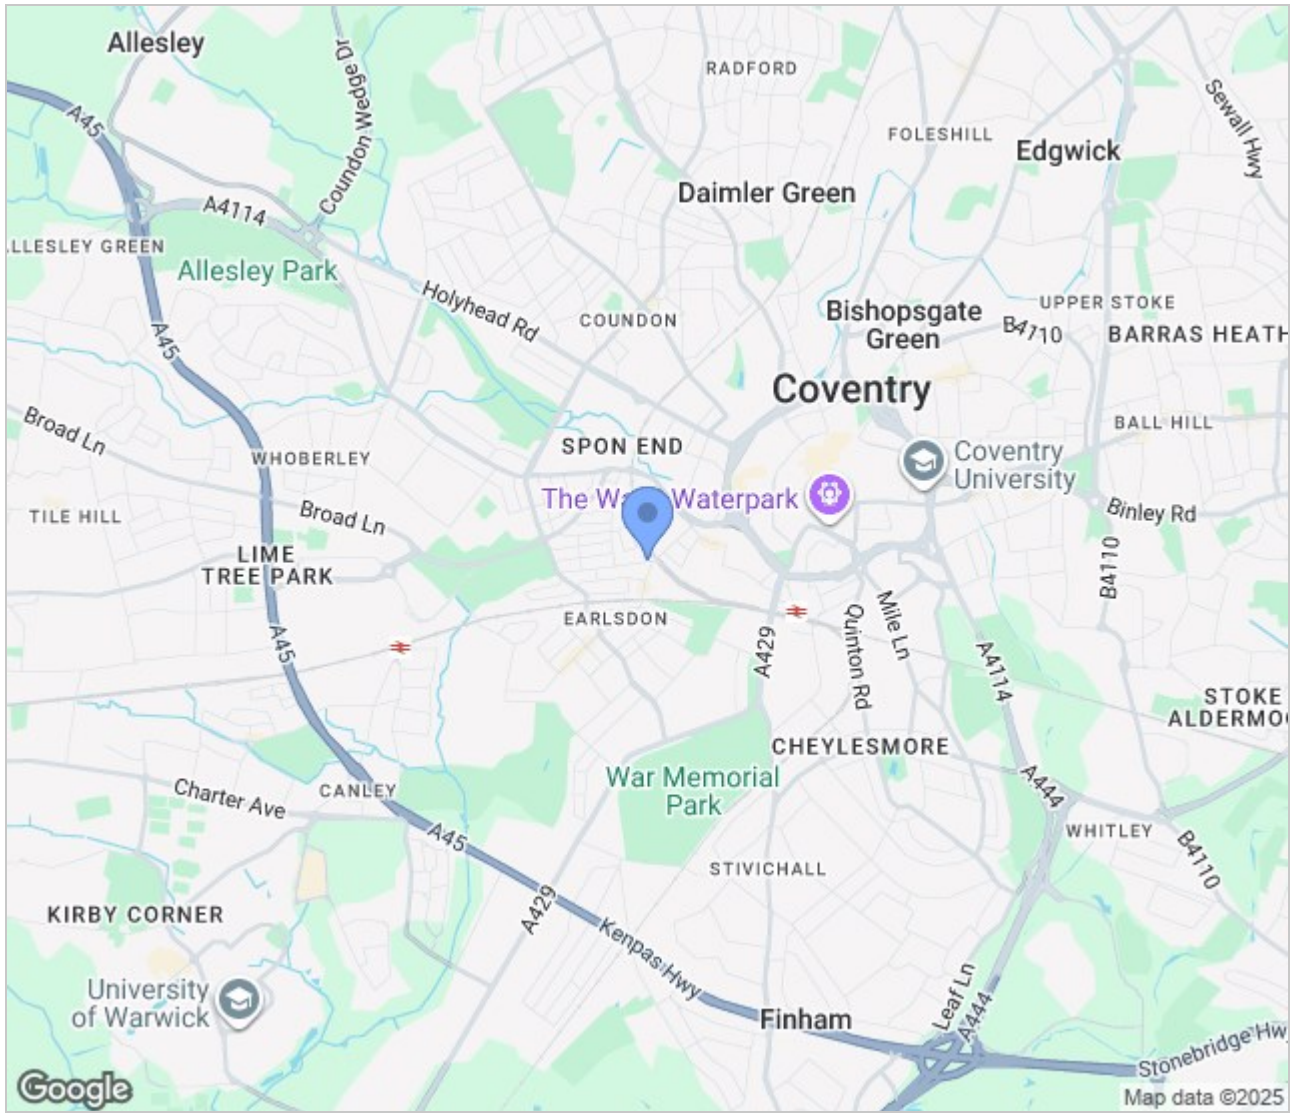 Allesley
Coundon Wedge Dr
RADFORD
Sewall Hwy
A45
FOLESHILL
Edgwick
Daimler Green
A4114
ALLESLEY GREEN
Allesley Park
Holyhead Rd
COUNDON
Bishopsgate
Green
UPPER STOKE
B4110
BARRAS HEATH
A45
Coventry
Broad Ln
SPON END
WHOBERLEY
BALL HILL
Coventry
University
The Wave Waterpark
TILE HILL
Broad Ln
Binley Rd
LIME
TREE PARK
B4110
EARLSDON
A45
A429
Quinton Rd
Mile Ln
A4114
STOKE
ALDERMO
CHEYLESMORE
War Memorial
Park
Charter Ave
CANLEY
A444
A45
WHITLEY
B4110
STIVICHALL
KIRBY CORNER
A429
Kenpas Hwy
University
of Warwick
Leaf Ln
A444
Finham
Stonebridge Hwy
Google
Map data ©2025